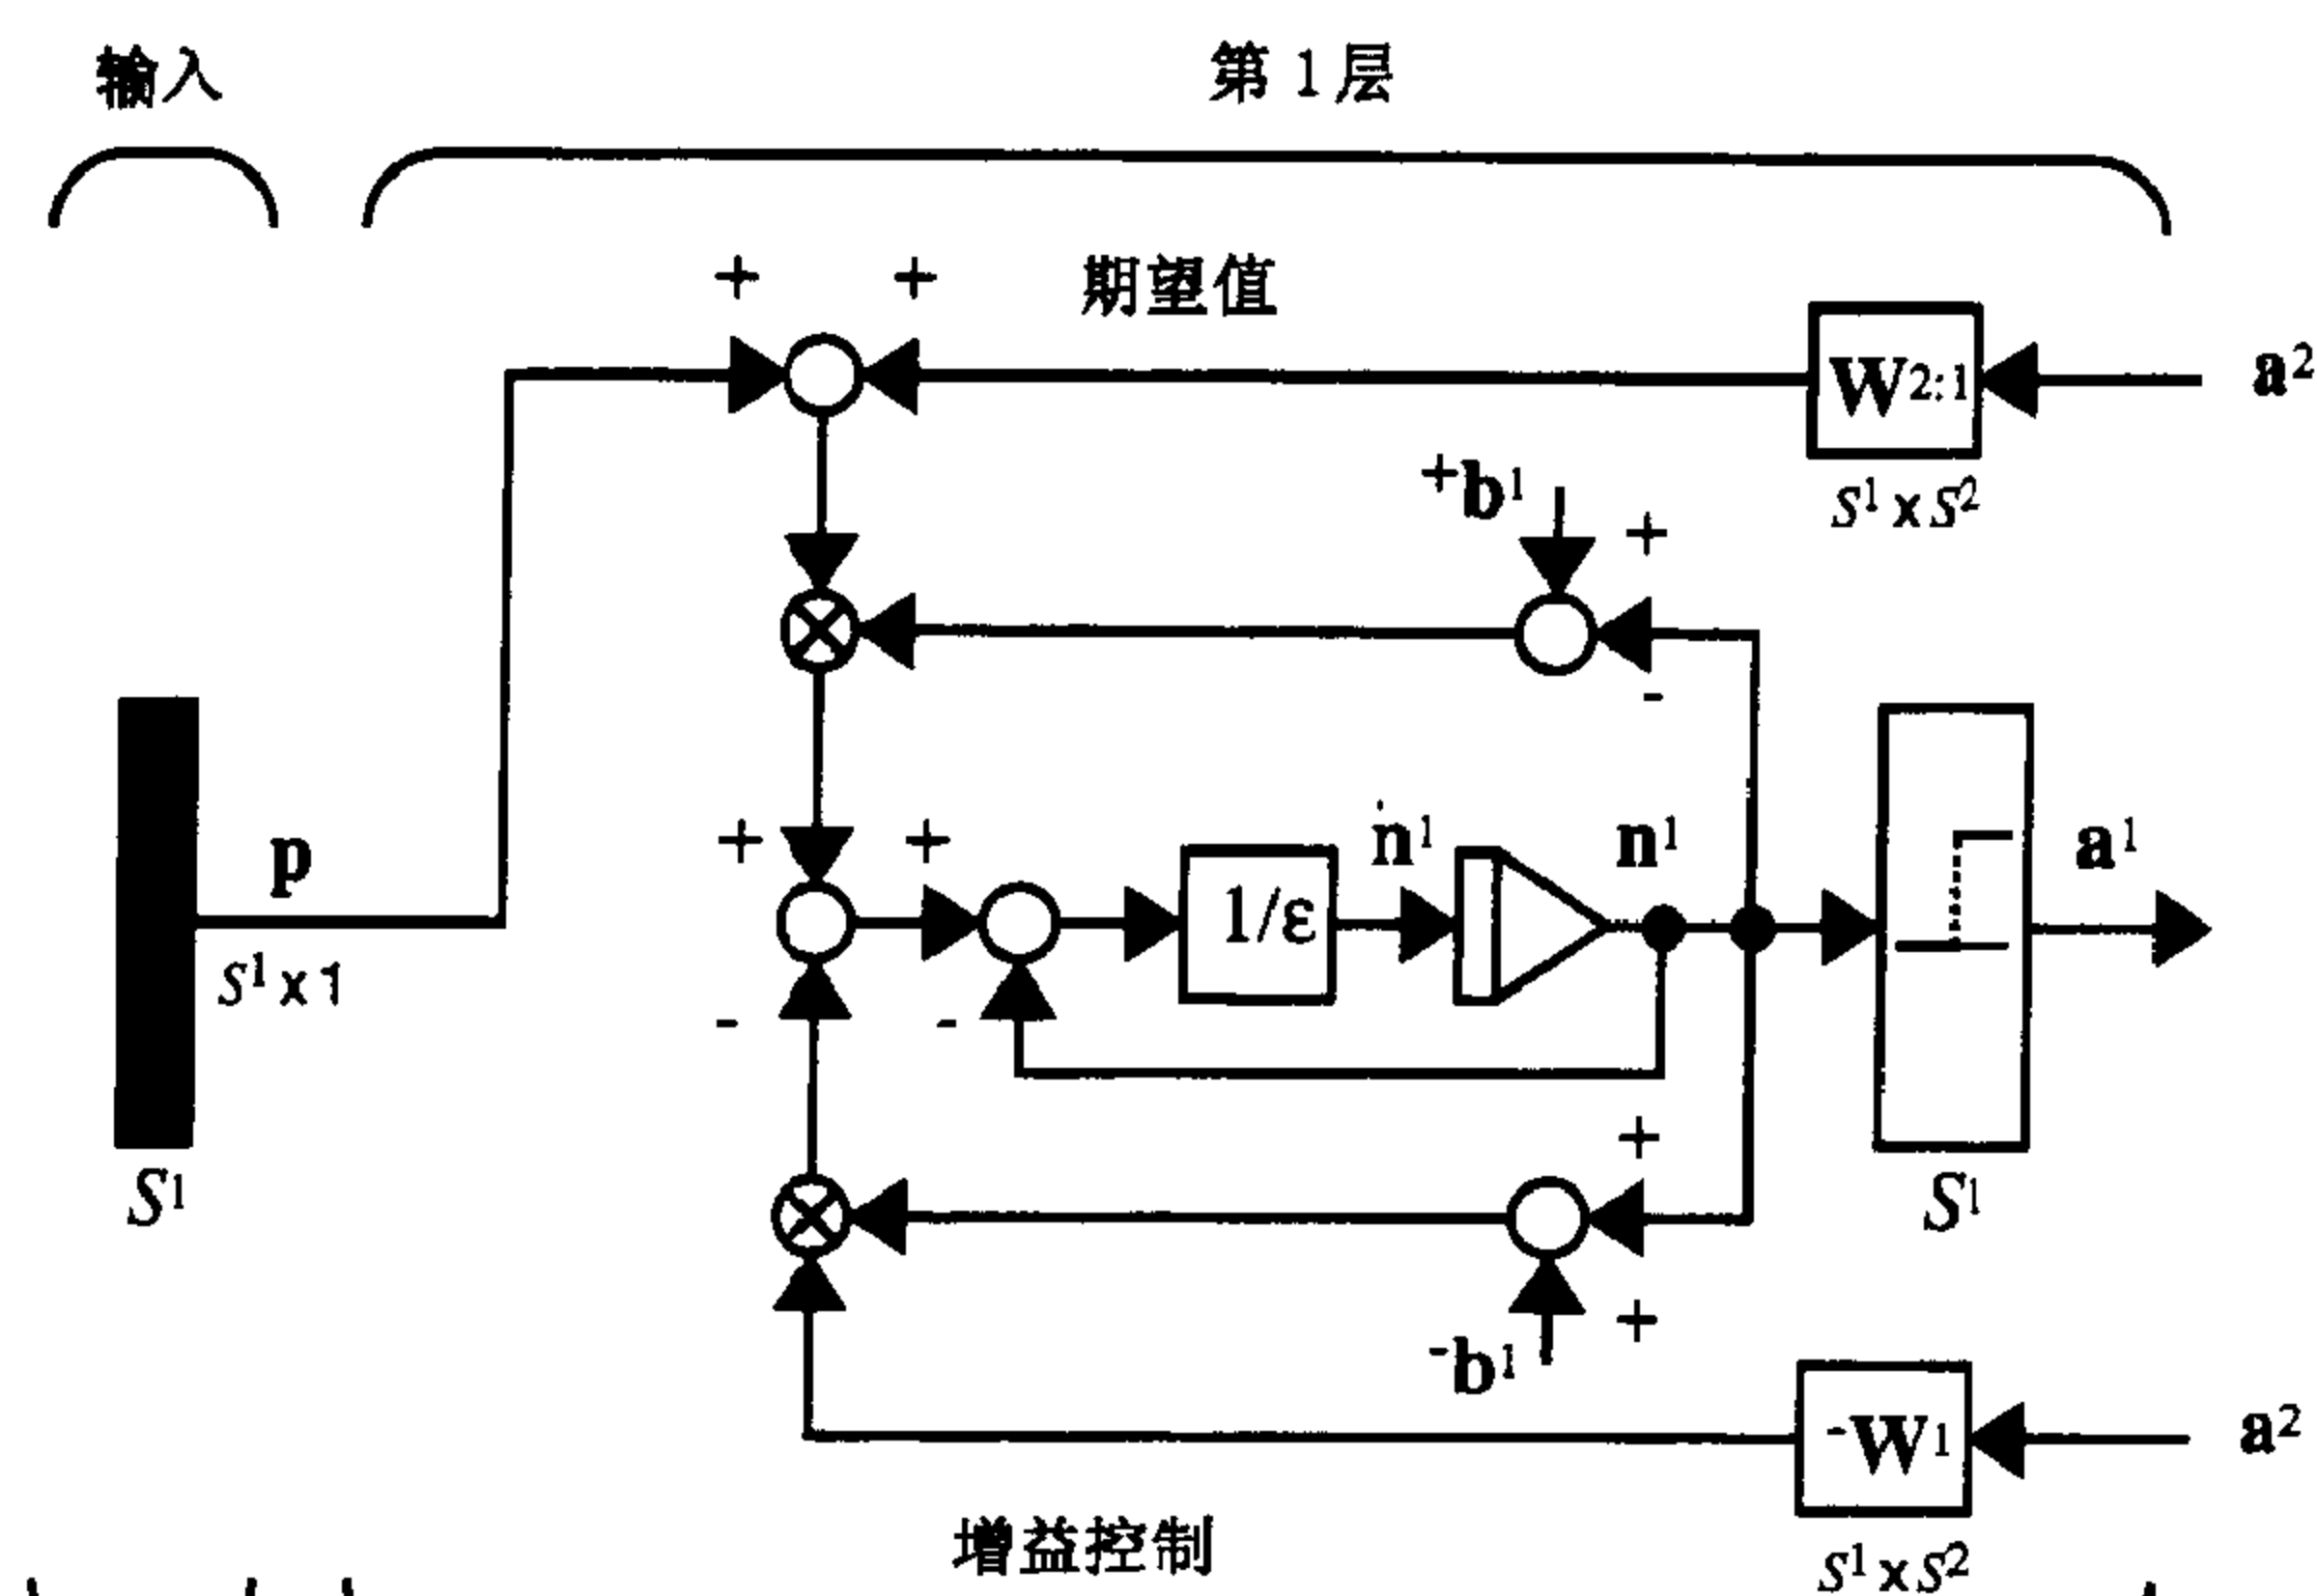 输入
第 1 层
+ + 期望值
W2:1
a2
S1 x S2
+b1
+
-
p
S1 x 1
S1
+ +
- -
1/ε
ṅ1
n1
a1
S1
+
+
-b1
-W1
a2
S1 x S2
增益控制